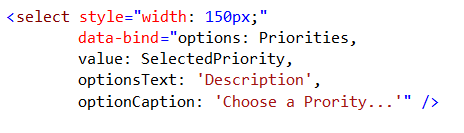 <select style="width: 150px;"
data-bind="options: Priorities,
value: SelectedPriority,
optionsText: 'Description',
optionCaption: 'Choose a Prority...'" />